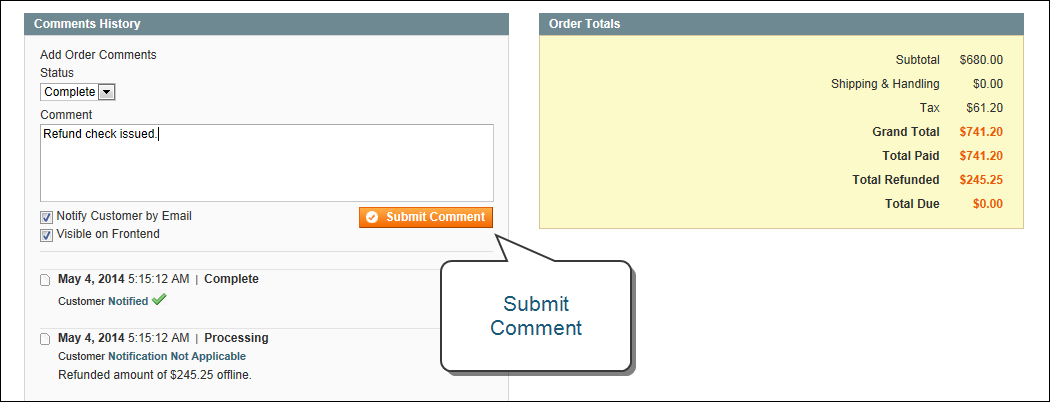 Comments History
Add Order Comments
Status
Complete
Comment
Refund check issued.
Notify Customer by Email
Submit Comment
Visible on Frontend
May 4, 2014 5:15:12 AM | Complete
Customer Notified
May 4, 2014 5:15:12 AM | Processing
Customer Notification Not Applicable
Refunded amount of $245.25 offline.
Submit
Comment
Order Totals
Subtotal $680.00
Shipping & Handling $0.00
Tax $61.20
Grand Total $741.20
Total Paid $741.20
Total Refunded $245.25
Total Due $0.00